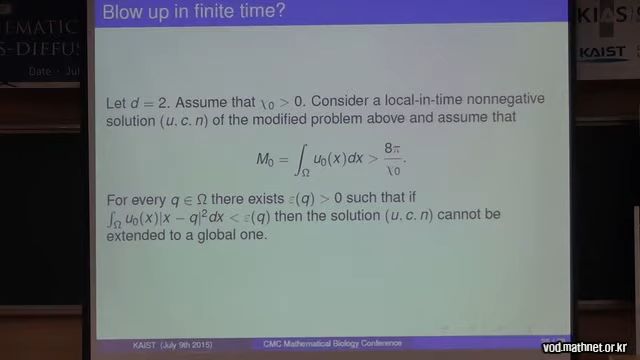 Blow up in finite time?
KAIST
Let d = 2. Assume that χ₀ > 0. Consider a local-in-time nonnegative
solution (u, c, n) of the modified problem above and assume that
M₀ = ∫_Ω u₀(x)dx > 8π/χ₀.
For every q ∈ Ω there exists ε(q) > 0 such that if
∫_Ω u₀(x)|x − q|²dx < ε(q) then the solution (u, c, n) cannot be
extended to a global one.
KAIST (July 9th 2015)
CMC Mathematical Biology Conference
vod.mathnet.or.kr